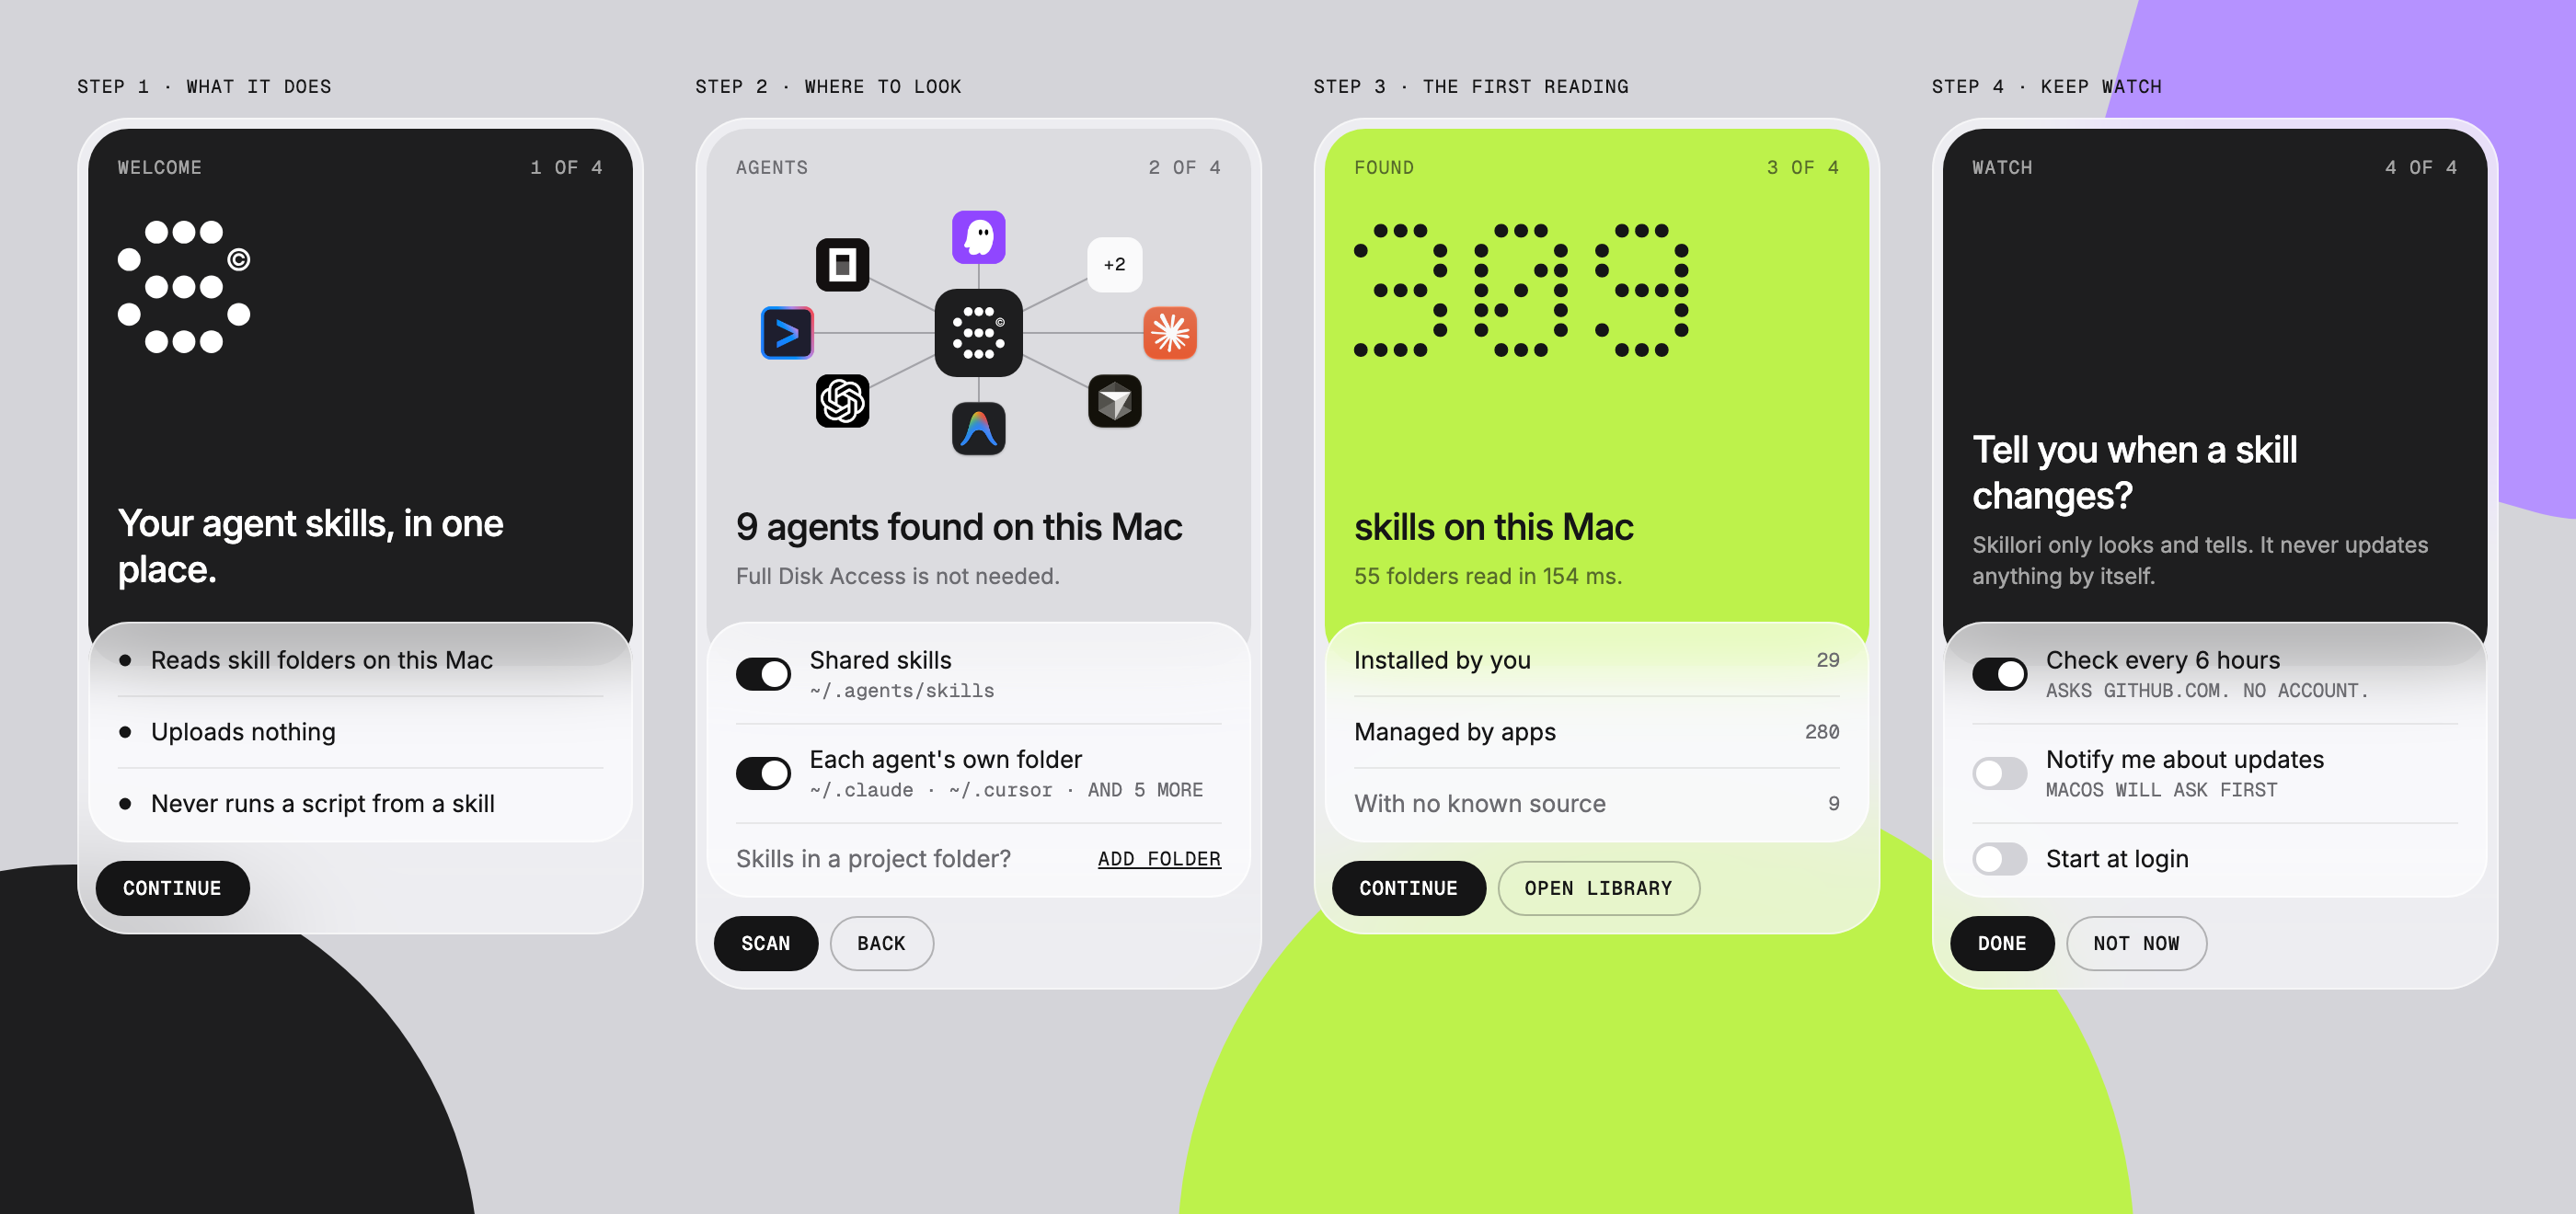 STEP 1 · WHAT IT DOES
WELCOME
1 OF 4
©
Your agent skills, in one
place.
Reads skill folders on this Mac
Uploads nothing
Never runs a script from a skill
CONTINUE
STEP 2 · WHERE TO LOOK
AGENTS
2 OF 4
+2
©
9 agents found on this Mac
Full Disk Access is not needed.
Shared skills
~/.agents/skills
Each agent's own folder
~/.claude · ~/.cursor · AND 5 MORE
Skills in a project folder?
ADD FOLDER
SCAN
BACK
STEP 3 · THE FIRST READING
FOUND
3 OF 4
309
skills on this Mac
55 folders read in 154 ms.
Installed by you
29
Managed by apps
280
With no known source
9
CONTINUE
OPEN LIBRARY
STEP 4 · KEEP WATCH
WATCH
4 OF 4
Tell you when a skill
changes?
Skillori only looks and tells. It never updates
anything by itself.
Check every 6 hours
ASKS GITHUB.COM. NO ACCOUNT.
Notify me about updates
MACOS WILL ASK FIRST
Start at login
DONE
NOT NOW